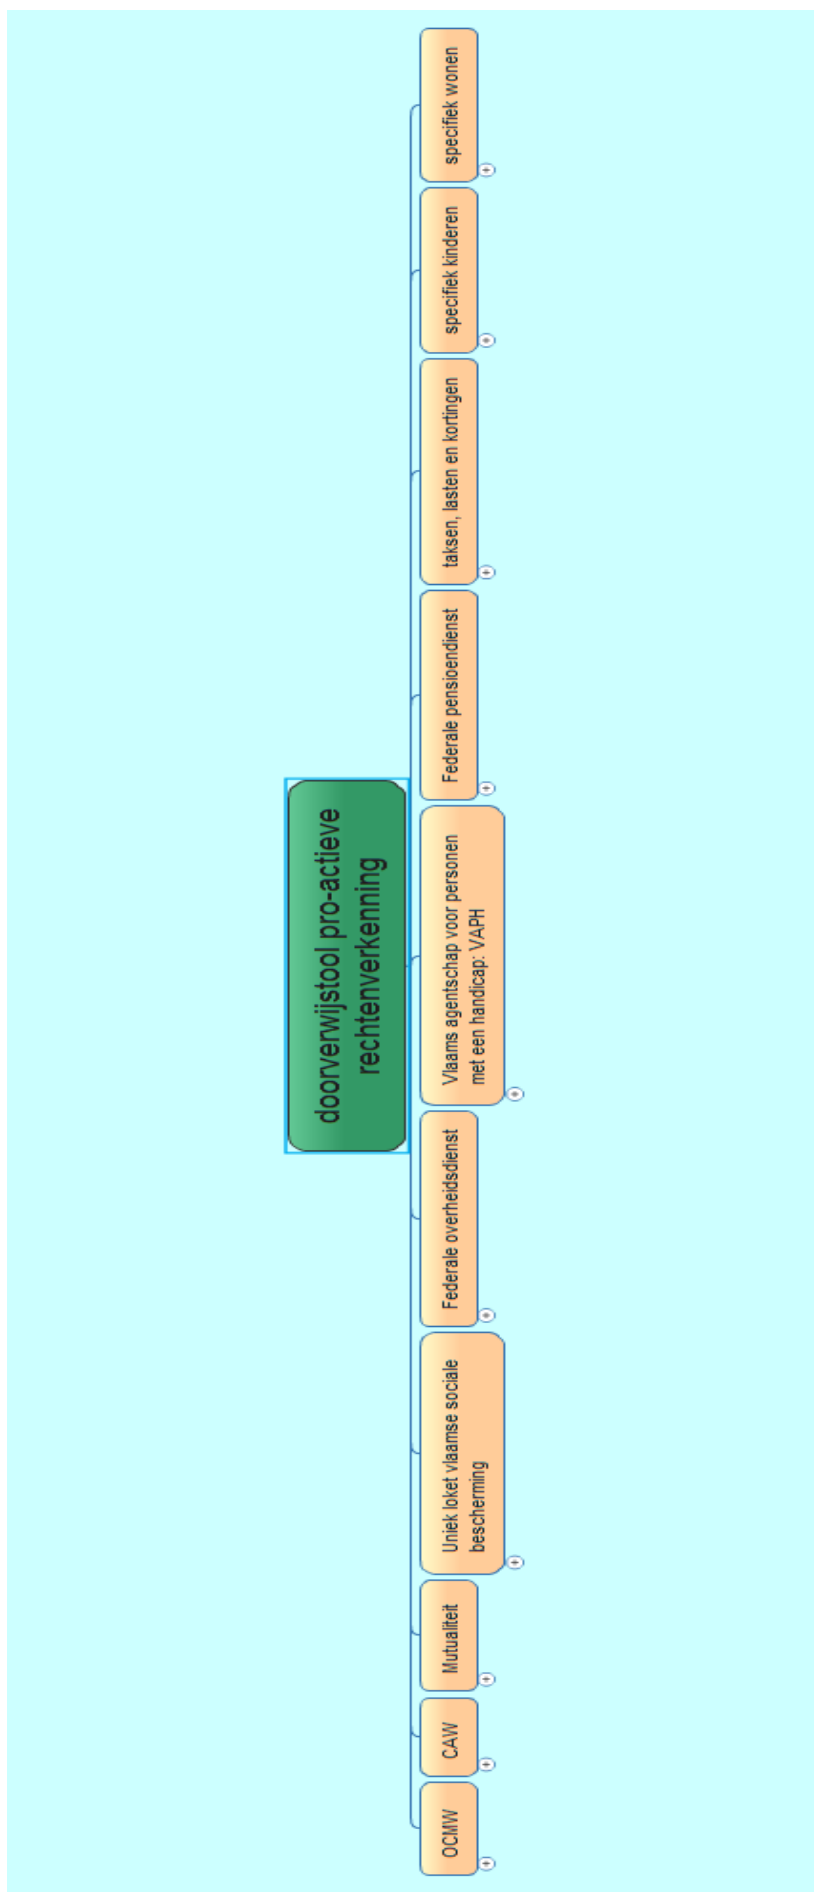 doorverwijstool pro-actieve
rechtenverkenning
OCMW
CAW
Mutualiteit
Uniek loket vlaamse sociale
bescherming
Federale overheidsdienst
Vlaams agentschap voor personen
met een handicap: VAPH
Federale pensioendienst
taksen, lasten en kortingen
specifiek kinderen
specifiek wonen